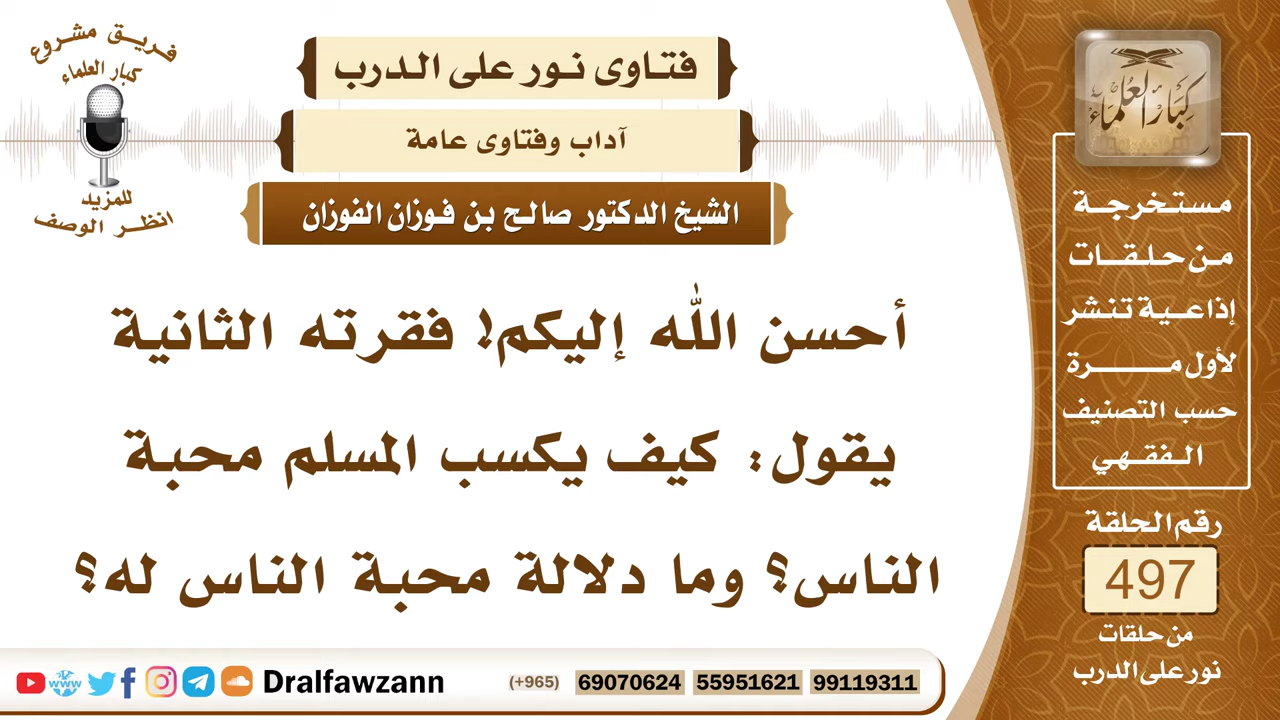 فريق مشروع
كبار العلماء
للمزيد
انظر الوصف
فتاوى نور على الدرب
آداب وفتاوى عامة
الشيخ الدكتور صالح بن فوزان الفوزان
أحسن الله إليكم! فقرته الثانية
يقول: كيف يكسب المسلم محبة
الناس؟ وما دلالة محبة الناس له؟
كبار العلماء
مستخرجة
من حلقات
إذاعية تنشر
لأول مرة
حسب التصنيف
الفقهي
رقم الحلقة
497
من حلقات
نور على الدرب
www Dralfawzann (+965) 69070624 55951621 99119311